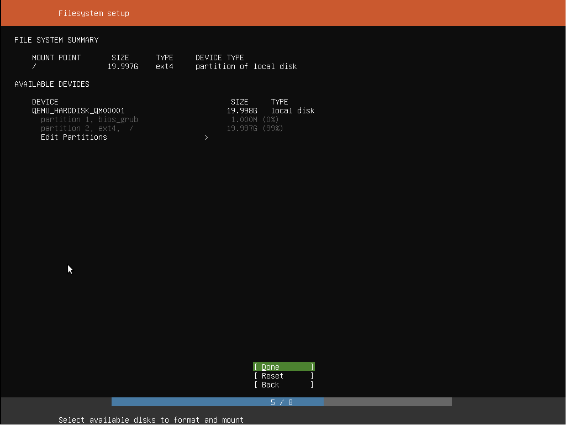 Filesystem setup
FILE SYSTEM SUMMARY
MOUNT POINT SIZE TYPE DEVICE TYPE
/ 19.997G ext4 partition of local disk
AVAILABLE DEVICES
DEVICE SIZE TYPE
QEMU_HARDDISK_QM00001 19.998G local disk
partition 1, bios_grub 1.000M (0%)
partition 2, ext4, / 19.997G (99%)
Edit Partitions >
[ Done ]
[ Reset ]
[ Back ]
5 / 8
Select available disks to format and mount